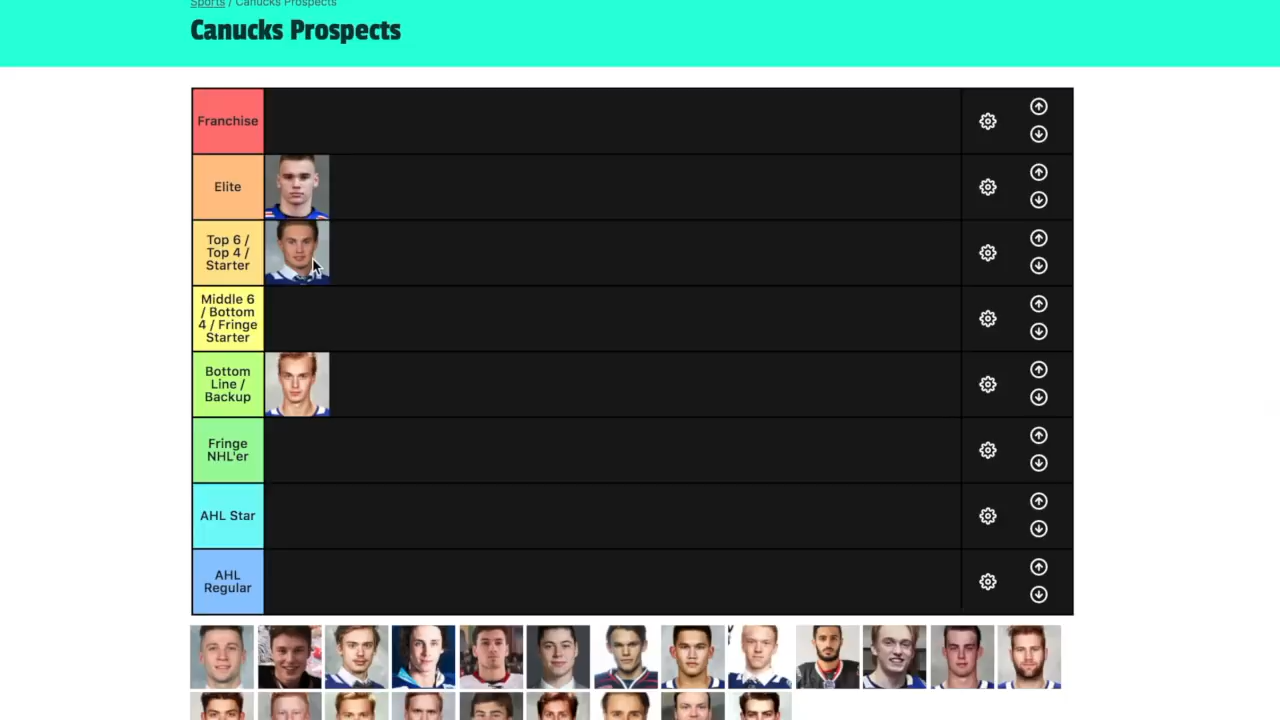 Sports / Canucks Prospects
Canucks Prospects
Franchise
Elite
Top 6 /
Top 4 /
Starter
Middle 6
/ Bottom
4 / Fringe
Starter
Bottom
Line /
Backup
Fringe
NHL'er
AHL Star
AHL
Regular